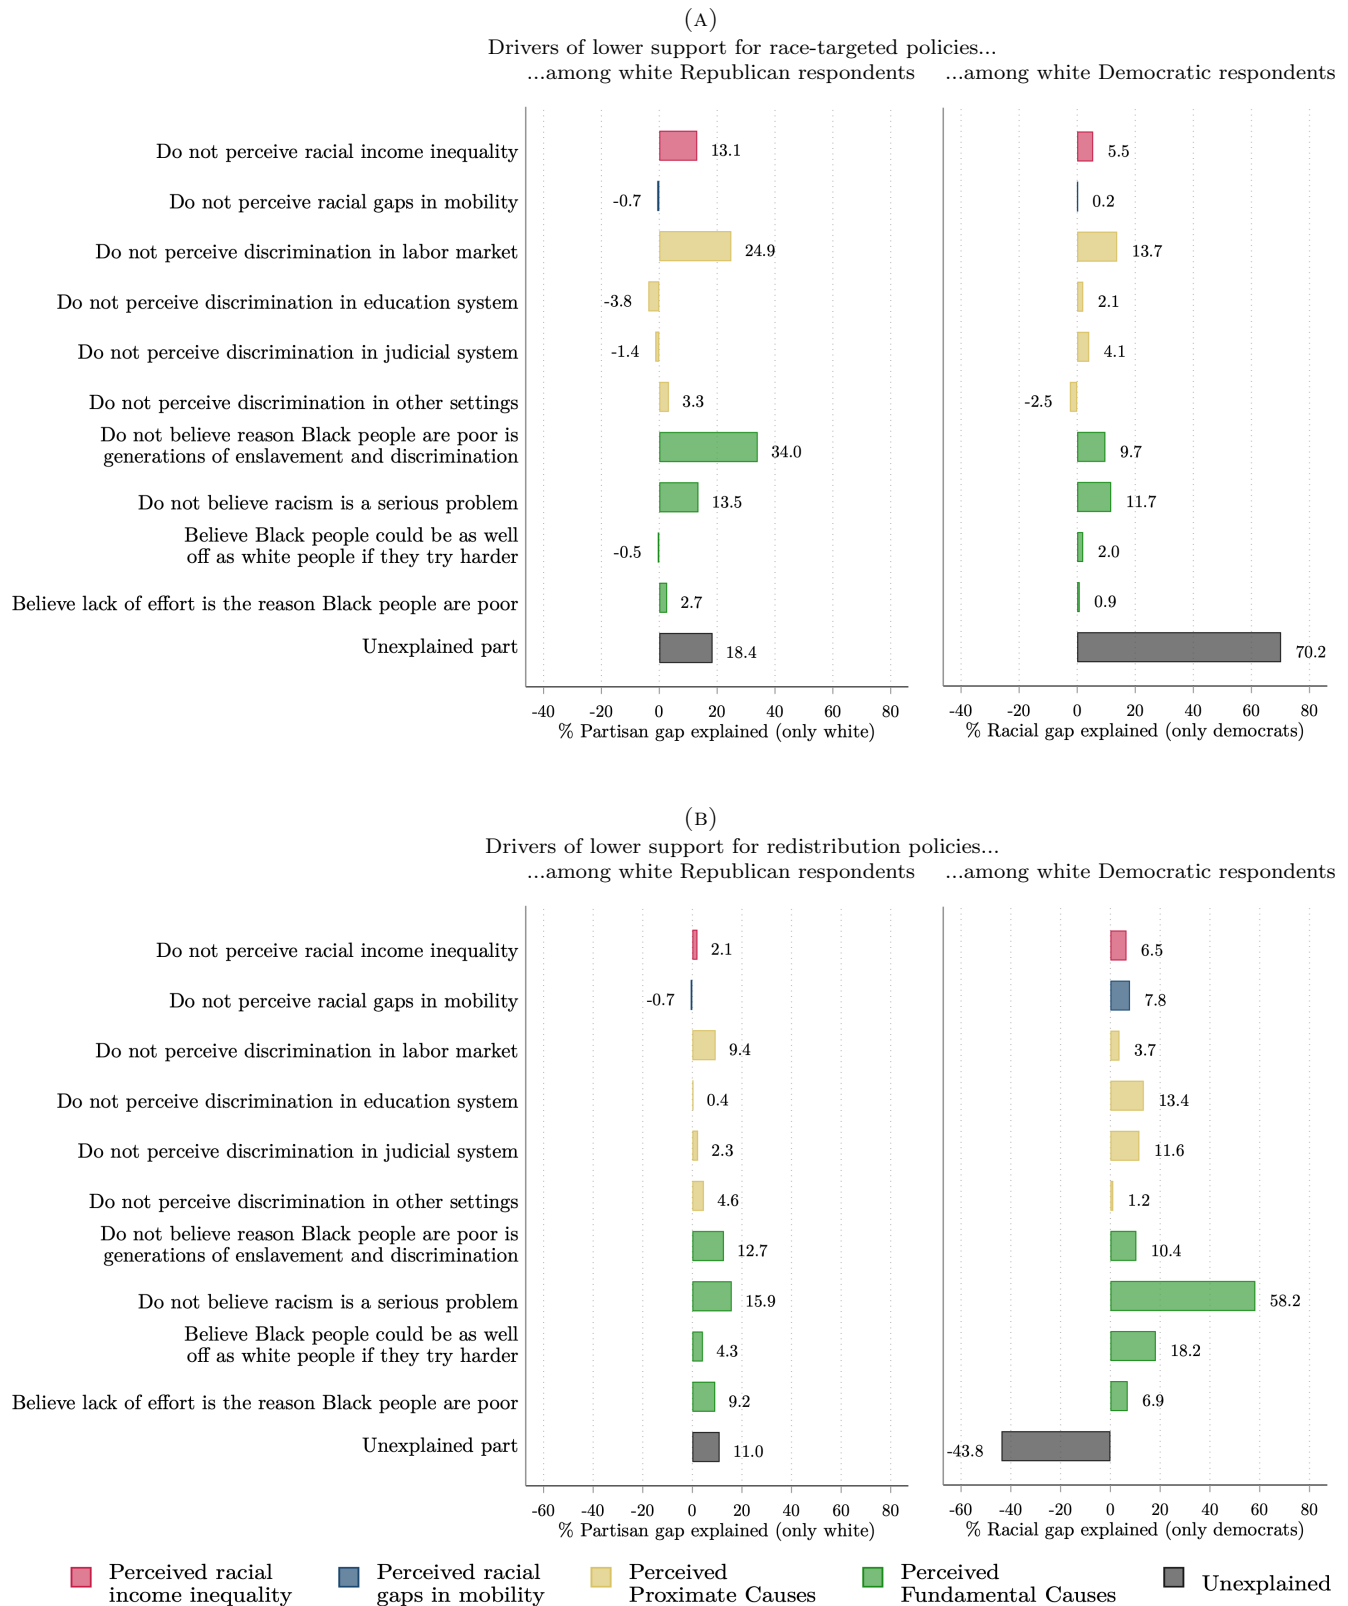 (A)
Drivers of lower support for race-targeted policies...
...among white Republican respondents
...among white Democratic respondents
Do not perceive racial income inequality
13.1
5.5
Do not perceive racial gaps in mobility
-0.7
0.2
Do not perceive discrimination in labor market
24.9
13.7
Do not perceive discrimination in education system
-3.8
2.1
Do not perceive discrimination in judicial system
-1.4
4.1
Do not perceive discrimination in other settings
3.3
-2.5
Do not believe reason Black people are poor is
generations of enslavement and discrimination
34.0
9.7
Do not believe racism is a serious problem
13.5
11.7
Believe Black people could be as well
off as white people if they try harder
-0.5
2.0
Believe lack of effort is the reason Black people are poor
2.7
0.9
Unexplained part
18.4
70.2
-40 -20 0 20 40 60 80
-40 -20 0 20 40 60 80
% Partisan gap explained (only white)
% Racial gap explained (only democrats)
(B)
Drivers of lower support for redistribution policies...
...among white Republican respondents
...among white Democratic respondents
Do not perceive racial income inequality
2.1
6.5
Do not perceive racial gaps in mobility
-0.7
7.8
Do not perceive discrimination in labor market
9.4
3.7
Do not perceive discrimination in education system
0.4
13.4
Do not perceive discrimination in judicial system
2.3
11.6
Do not perceive discrimination in other settings
4.6
1.2
Do not believe reason Black people are poor is
generations of enslavement and discrimination
12.7
10.4
Do not believe racism is a serious problem
15.9
58.2
Believe Black people could be as well
off as white people if they try harder
4.3
18.2
Believe lack of effort is the reason Black people are poor
9.2
6.9
Unexplained part
11.0
-43.8
-60 -40 -20 0 20 40 60 80
-60 -40 -20 0 20 40 60 80
% Partisan gap explained (only white)
% Racial gap explained (only democrats)
Perceived racial
income inequality
Perceived racial
gaps in mobility
Perceived
Proximate Causes
Perceived
Fundamental Causes
Unexplained